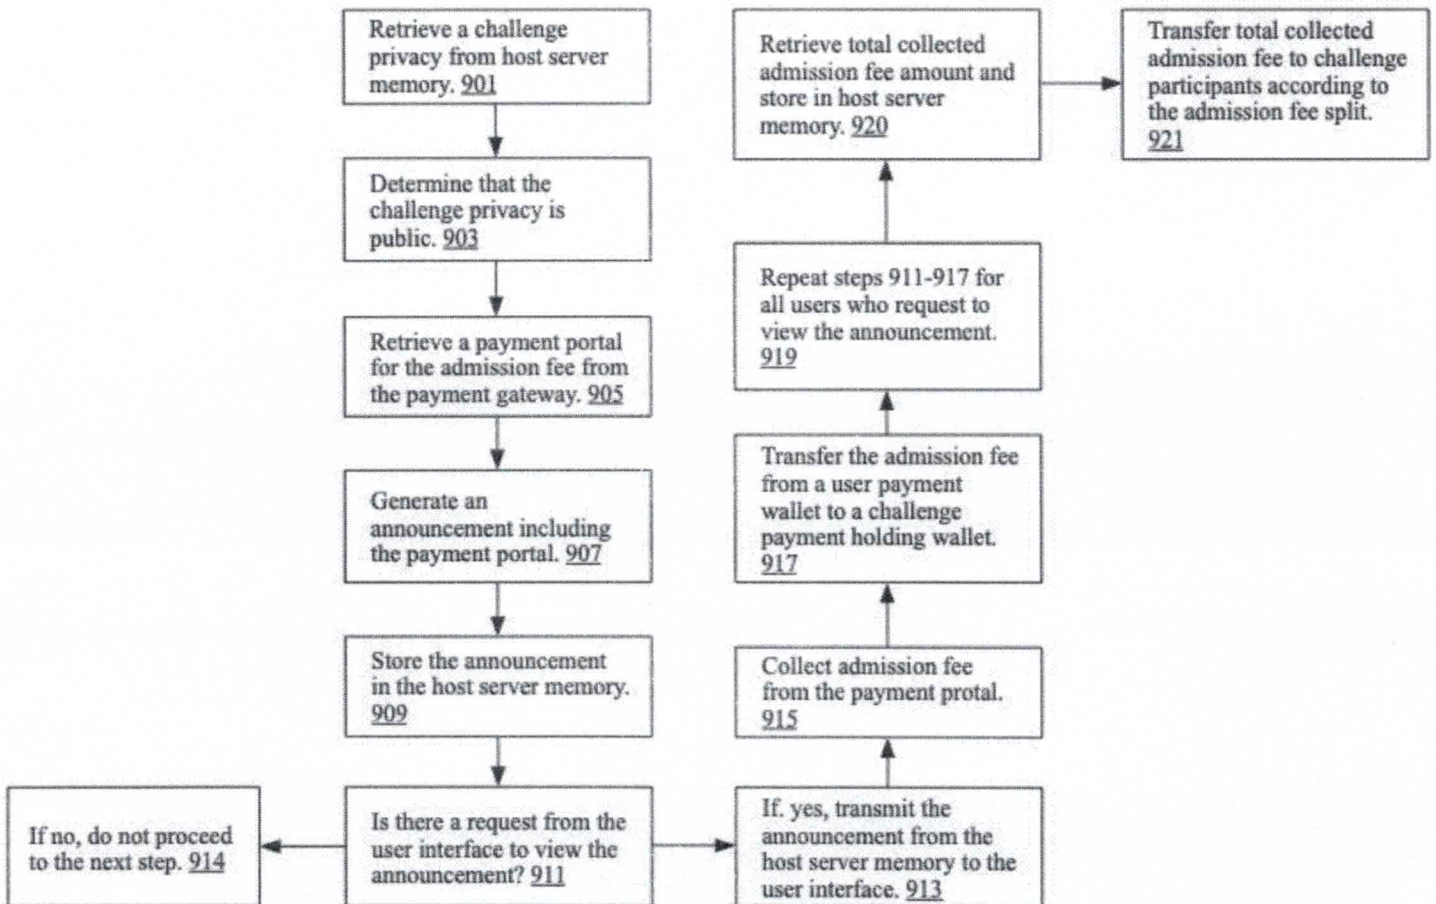 Retrieve a challenge
privacy from host server
memory. 901
Determine that the
challenge privacy is
public. 903
Retrieve a payment portal
for the admission fee from
the payment gateway. 905
Generate an
announcement including
the payment portal. 907
Store the announcement
in the host server memory.
909
Is there a request from the
user interface to view the
announcement? 911
If no, do not proceed
to the next step. 914
If. yes, transmit the
announcement from the
host server memory to the
user interface. 913
Collect admission fee
from the payment protal.
915
Transfer the admission fee
from a user payment
wallet to a challenge
payment holding wallet.
917
Repeat steps 911-917 for
all users who request to
view the announcement.
919
Retrieve total collected
admission fee amount and
store in host server
memory. 920
Transfer total collected
admission fee to challenge
participants according to
the admission fee split.
921